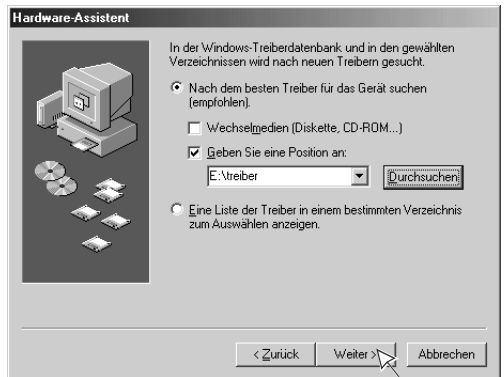 Hardware-Assistent
In der Windows-Treiberdatenbank und in den gewählten
Verzeichnissen wird nach neuen Treibern gesucht.
Nach dem besten Treiber für das Gerät suchen
(empfohlen).
Wechselmedien (Diskette, CD-ROM...)
Geben Sie eine Position an:
E:\treiber
Durchsuchen
Eine Liste der Treiber in einem bestimmten Verzeichnis
zum Auswählen anzeigen.
< Zurück
Weiter >
Abbrechen